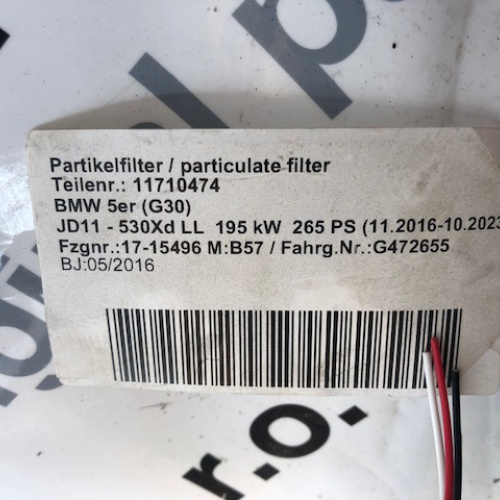 Partikelfilter / particulate filter
Teilenr.: 11710474
BMW 5er (G30)
JD11 - 530Xd LL 195 kW 265 PS (11.2016-10.2023
Fzgnr.:17-15496 M:B57 / Fahrg.Nr.:G472655
BJ:05/2016
r.o.